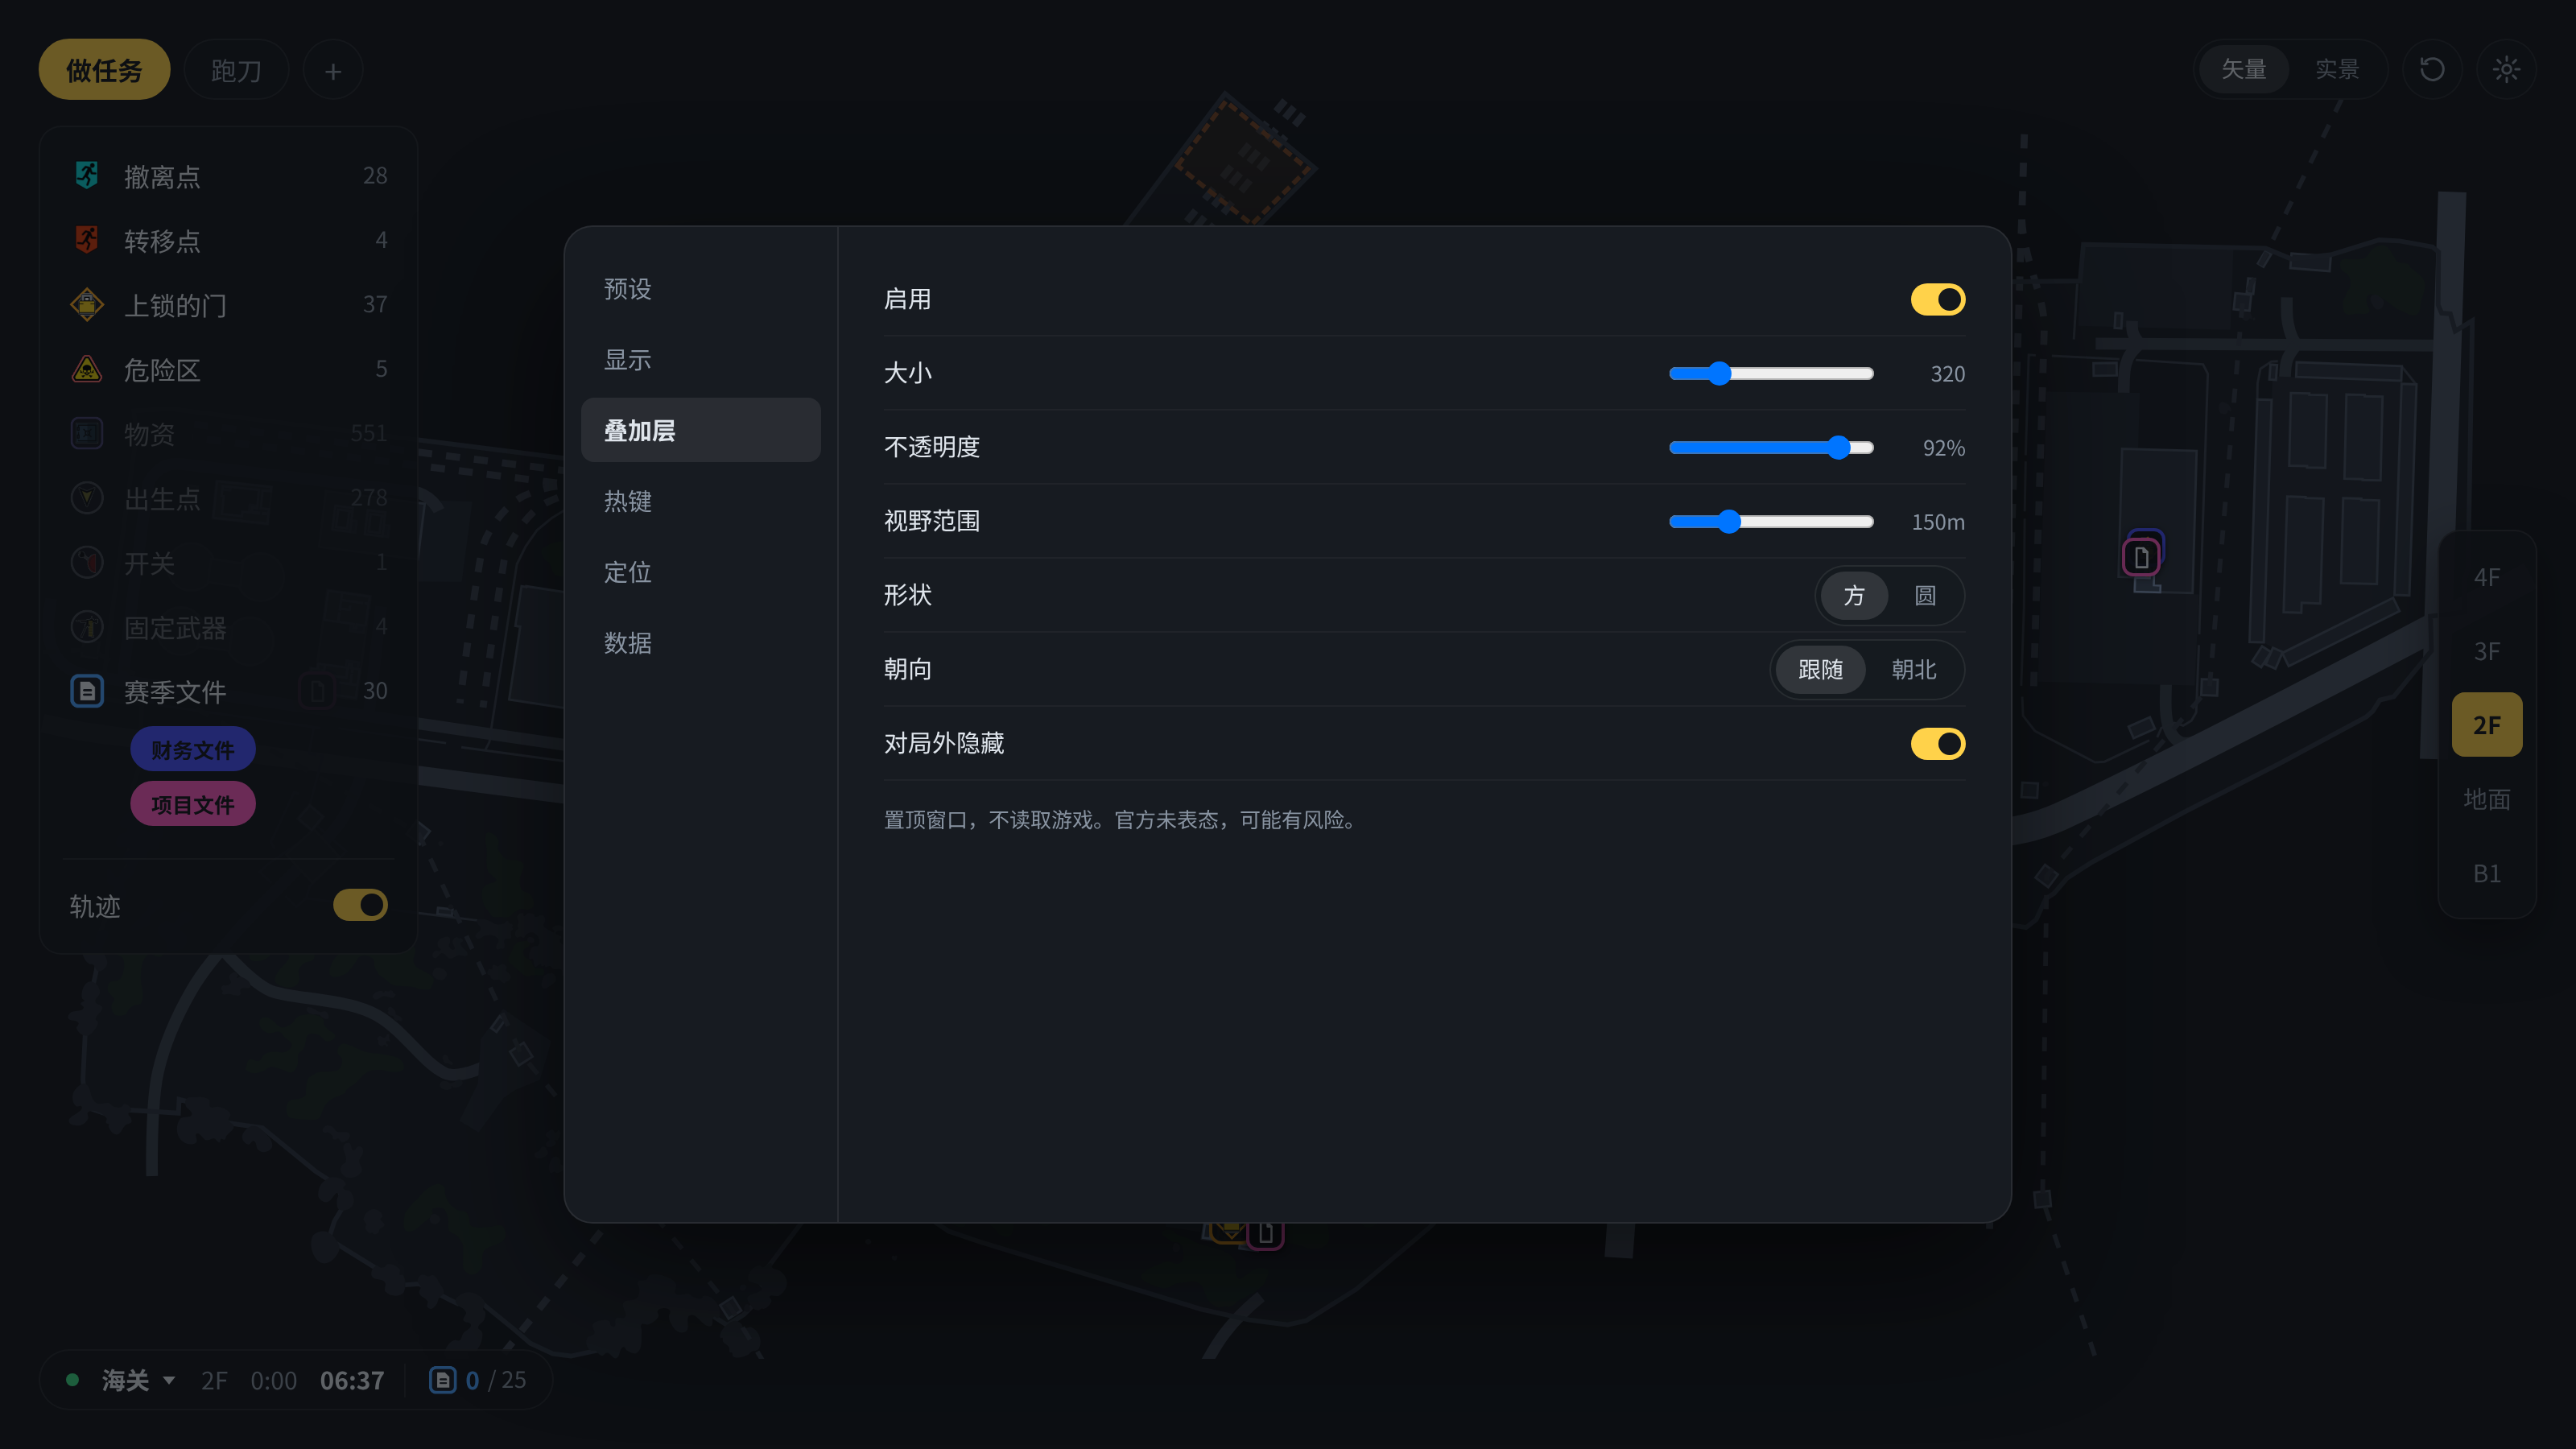 做任务 跑刀 +
矢量 实景
撤离点 28
转移点 4
上锁的门 37
危险区 5
物资 551
出生点 278
开关 1
固定武器 4
赛季文件 30
财务文件
项目文件
轨迹
预设
显示
叠加层
热键
定位
数据
启用
大小 320
不透明度 92%
视野范围 150m
形状 方 圆
朝向 跟随 朝北
对局外隐藏
置顶窗口，不读取游戏。官方未表态，可能有风险。
4F
3F
2F
地面
B1
海关 2F 0:00 06:37 0 / 25